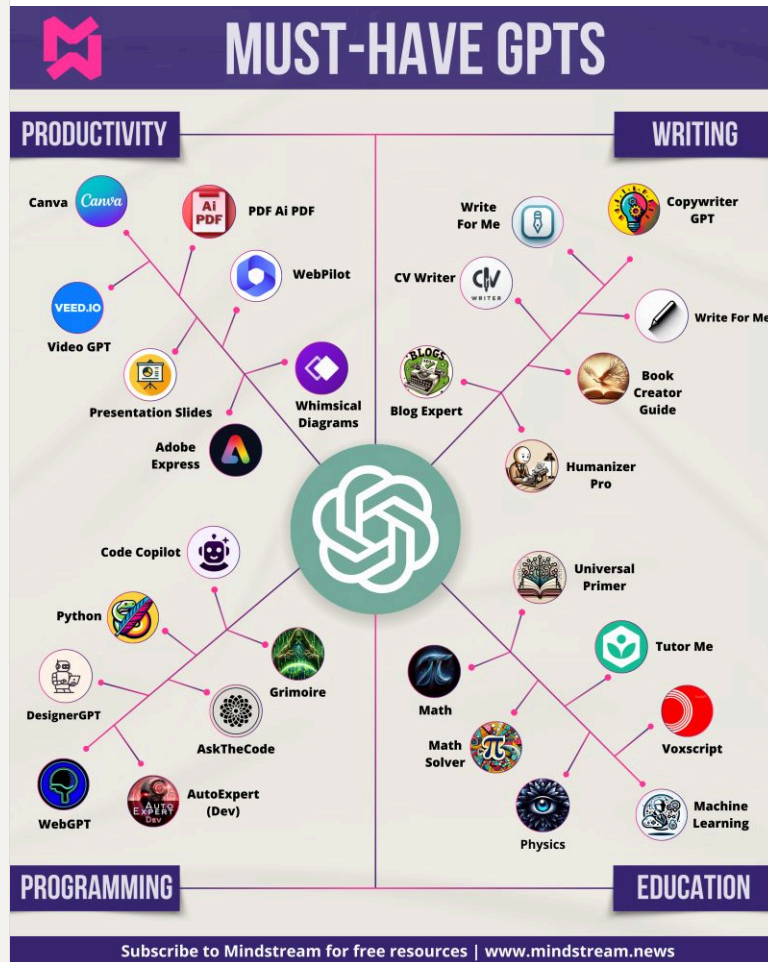 MUST-HAVE GPTS
PRODUCTIVITY
WRITING
Canva
Canva
Ai
PDF
PDF Ai PDF
WebPilot
VEED.IO
Video GPT
Presentation Slides
Whimsical
Diagrams
Adobe
Express
Write
For Me
Copywriter
GPT
CV Writer
CV
WRITER
Write For Me
BLOGS
Blog Expert
Book
Creator
Guide
Humanizer
Pro
Code Copilot
Python
Grimoire
DesignerGPT
AskTheCode
WebGPT
AUTO
EXPERT
DEV
AutoExpert
(Dev)
Universal
Primer
Tutor Me
π
Math
Math
Solver
π
Voxscript
Physics
Machine
Learning
PROGRAMMING
EDUCATION
Subscribe to Mindstream for free resources | www.mindstream.news